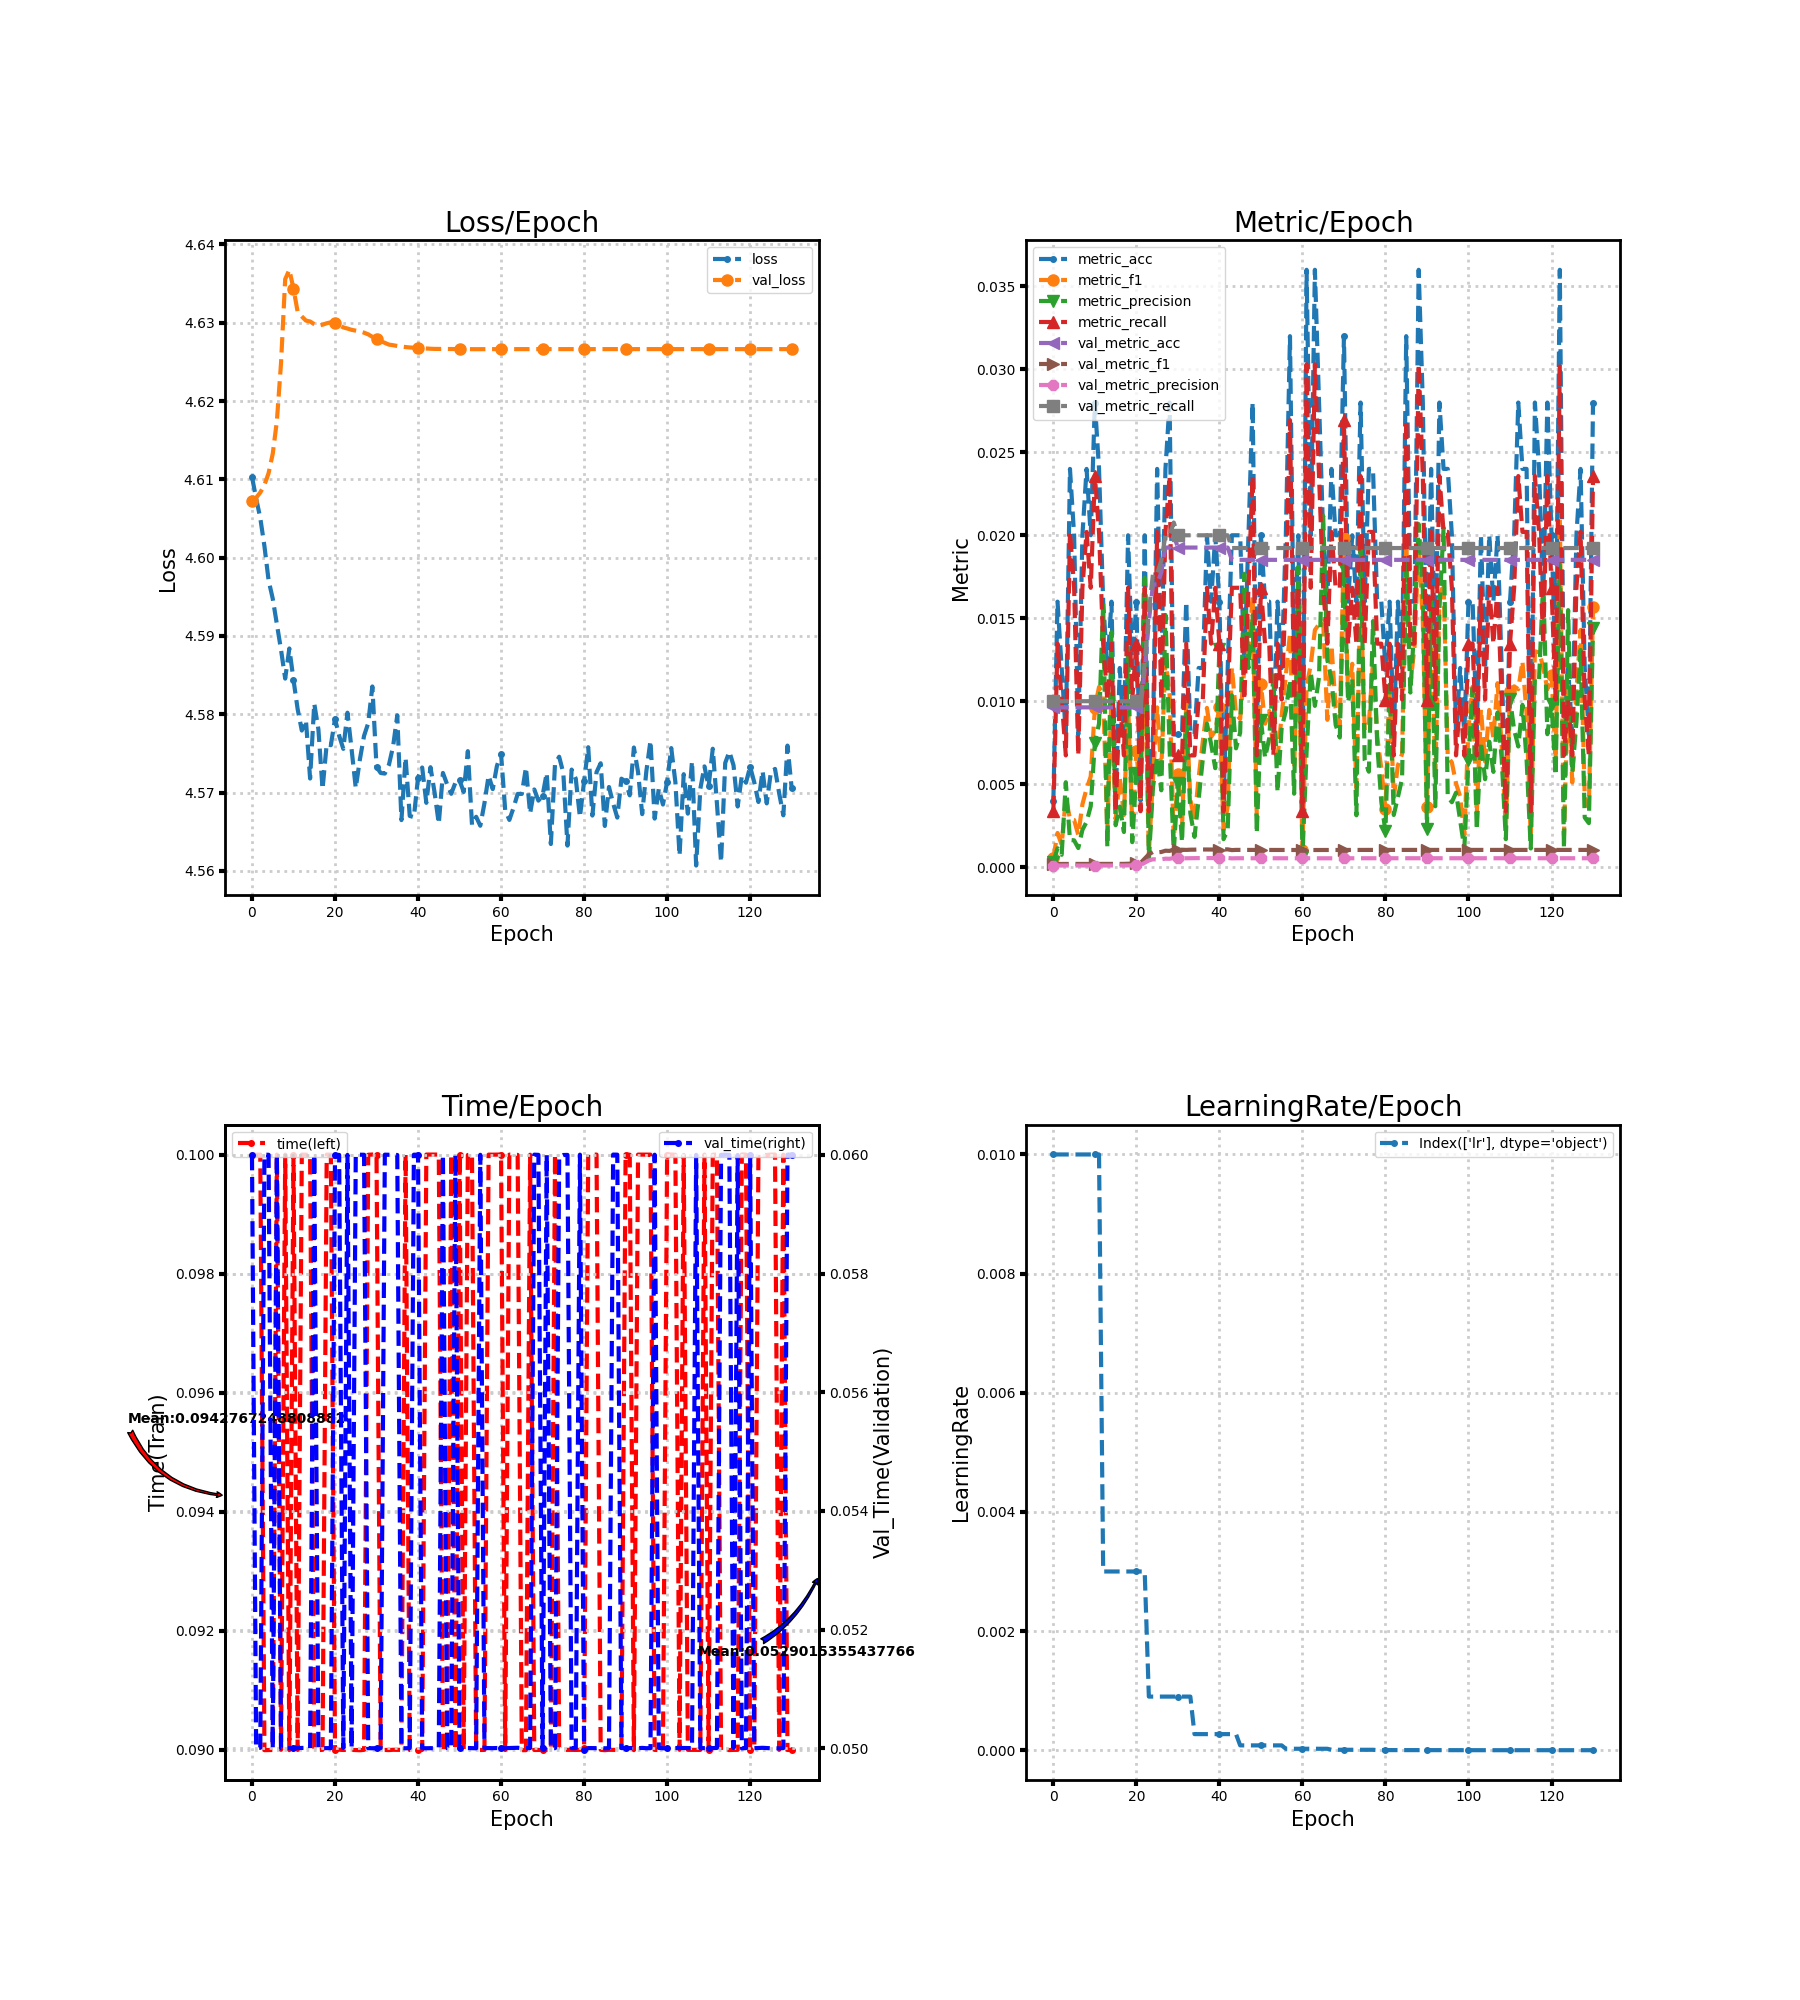 Loss/Epoch
4.64
4.63
4.62
4.61
4.60
4.59
4.58
4.57
4.56
Loss
loss
val_loss
0 20 40 60 80 100 120
Epoch
Metric/Epoch
0.035
0.030
0.025
0.020
0.015
0.010
0.005
0.000
Metric
metric_acc
metric_f1
metric_precision
metric_recall
val_metric_acc
val_metric_f1
val_metric_precision
val_metric_recall
0 20 40 60 80 100 120
Epoch
Time/Epoch
time(left)
val_time(right)
0.100
0.098
0.096
0.094
0.092
0.090
Time(Train)
0.060
0.058
0.056
0.054
0.052
0.050
Val_Time(Validation)
Mean:0.0529015355437766
0 20 40 60 80 100 120
Epoch
LearningRate/Epoch
Index(['lr'], dtype='object')
0.010
0.008
0.006
0.004
0.002
0.000
LearningRate
0 20 40 60 80 100 120
Epoch